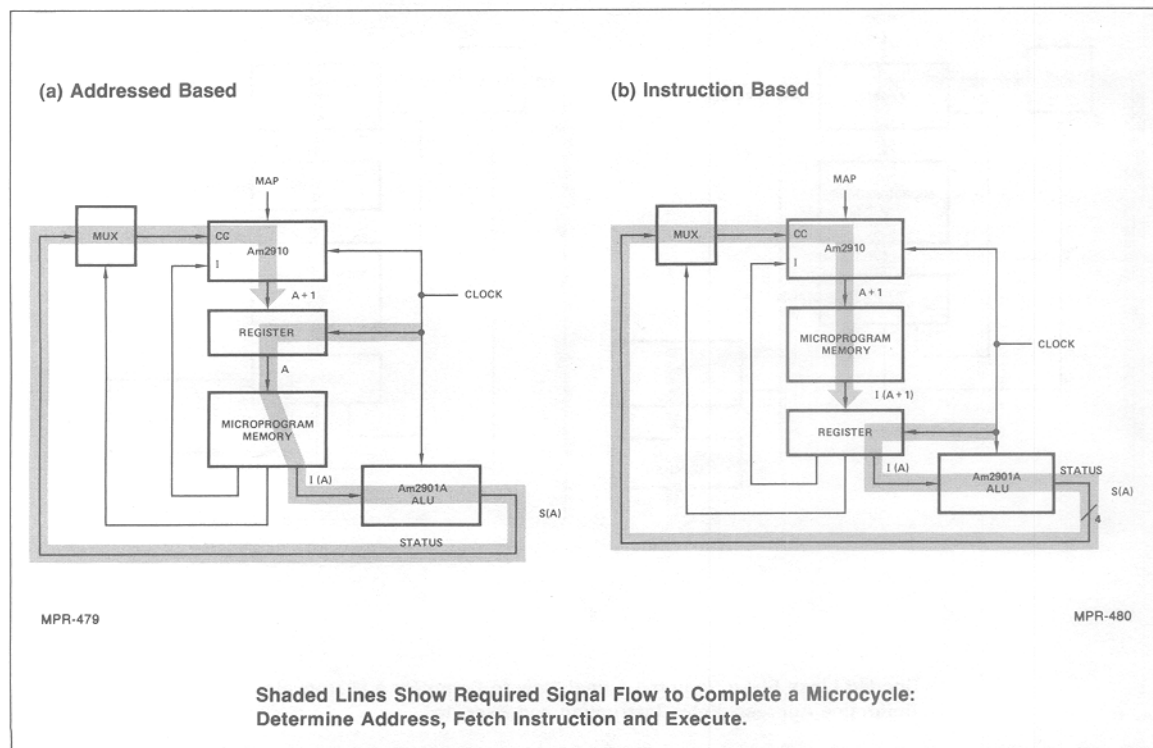 (a) Addressed Based
MAP
MUX
CC
Am2910
I
A + 1
CLOCK
REGISTER
A
MICROPROGRAM
MEMORY
I (A)
Am2901A
ALU
S(A)
STATUS
MPR-479
(b) Instruction Based
MAP
MUX
CC
Am2910
I
A + 1
MICROPROGRAM
MEMORY
CLOCK
I (A + 1)
REGISTER
I (A)
STATUS
Am2901A
ALU
S(A)
4
MPR-480
Shaded Lines Show Required Signal Flow to Complete a Microcycle:
Determine Address, Fetch Instruction and Execute.